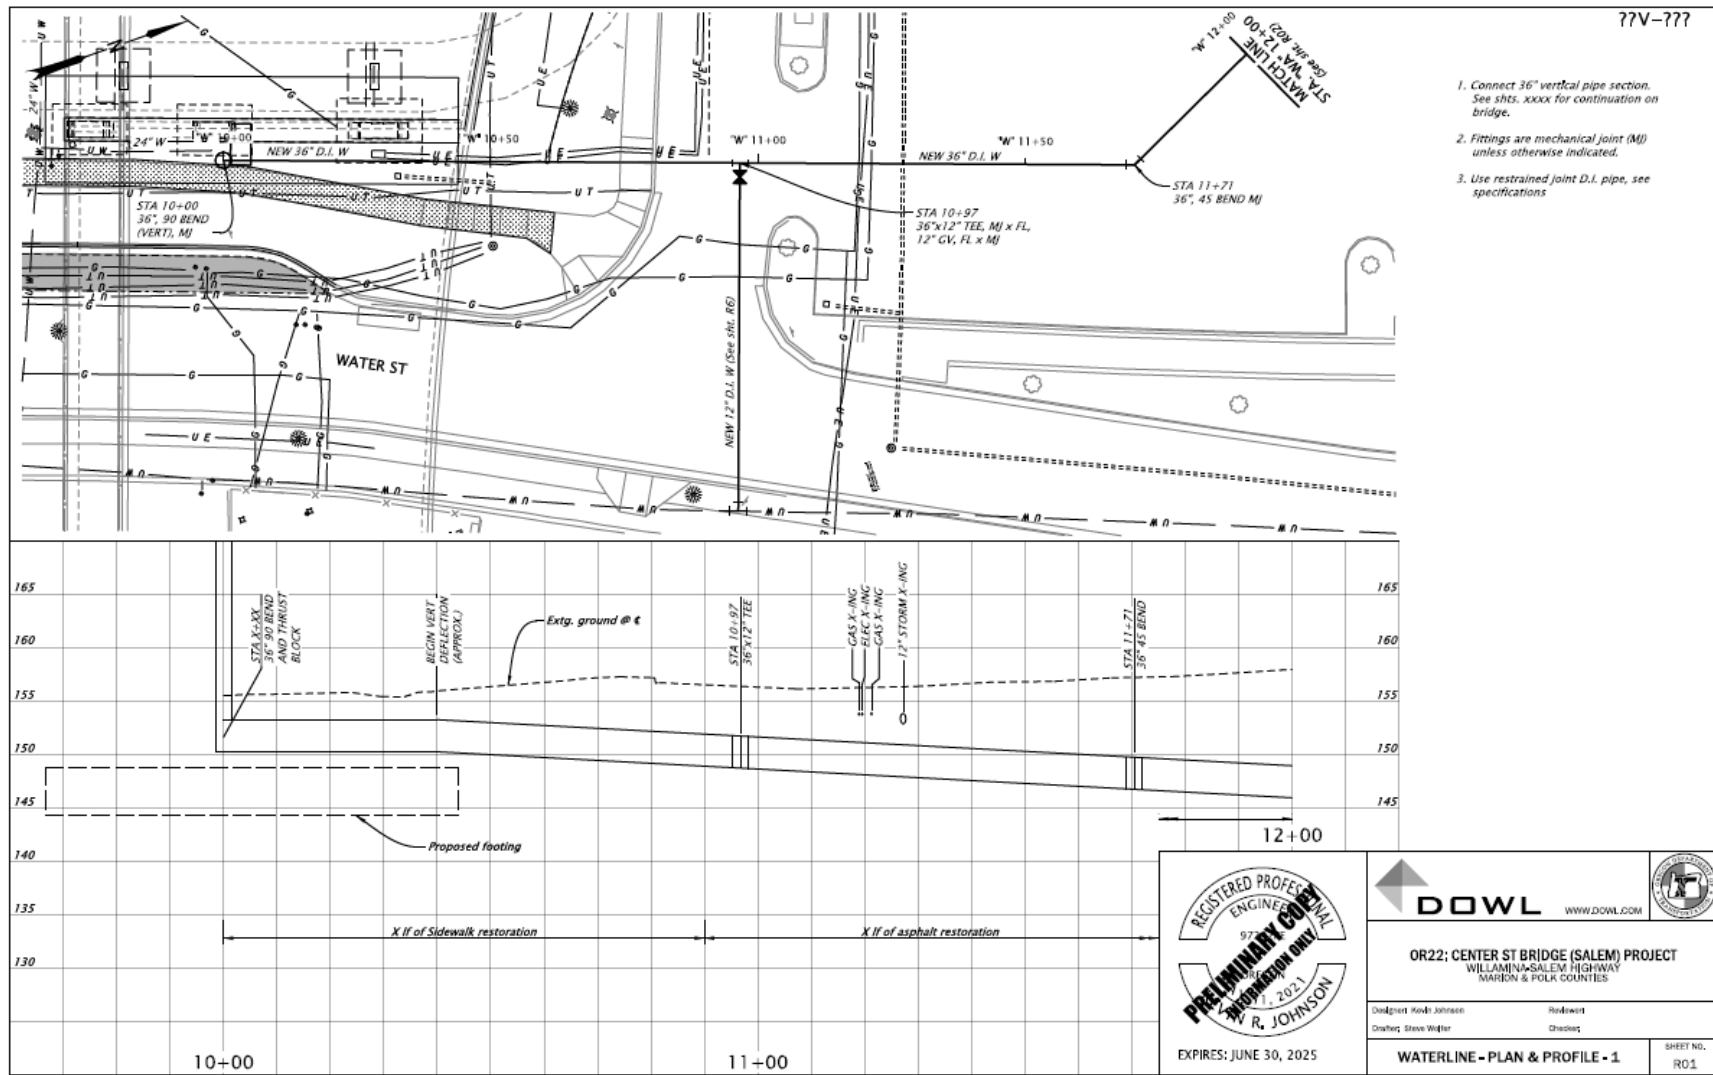 ??V-???
"W" 12+00
MATCH LINE
STA. "WA" 12+00
(See sht. R02)
1. Connect 36" vertical pipe section.
See shts. xxxx for continuation on
bridge.
2. Fittings are mechanical joint (MJ)
unless otherwise indicated.
3. Use restrained joint D.I. pipe, see
specifications
N
24" W
24" W
"W" 10+00
NEW 36" D.I. W
"W" 10+50
"W" 11+00
NEW 36" D.I. W
"W" 11+50
STA 10+00
36", 90 BEND
(VERT), MJ
STA 10+97
36"x12" TEE, MJ x FL,
12" GV, FL x MJ
STA 11+71
36", 45 BEND MJ
NEW 12" D.I. W (See sht. R6)
WATER ST
165
160
155
150
145
140
135
130
STA X+XX
36" 90 BEND
AND THRUST
BLOCK
BEGIN VERT
DEFLECTION
(APPROX.)
Extg. ground @ ℄
STA 10+97
36"x12" TEE
GAS X-ING
ELEC X-ING
GAS X-ING
12" STORM X-ING
STA 11+71
36" 45 BEND
165
160
155
150
145
Proposed footing
12+00
X lf of Sidewalk restoration
X lf of asphalt restoration
10+00
11+00
REGISTERED PROFESSIONAL
ENGINEER
PRELIMINARY COPY
INFORMATION ONLY
R. JOHNSON
EXPIRES: JUNE 30, 2025
DOWL
WWW.DOWL.COM
OR22; CENTER ST BRIDGE (SALEM) PROJECT
WILLAMINA-SALEM HIGHWAY
MARION & POLK COUNTIES
Designer: Kevin Johnson
Reviewer:
Drafter: Steve Wolter
Checker:
WATERLINE - PLAN & PROFILE - 1
SHEET NO.
R01